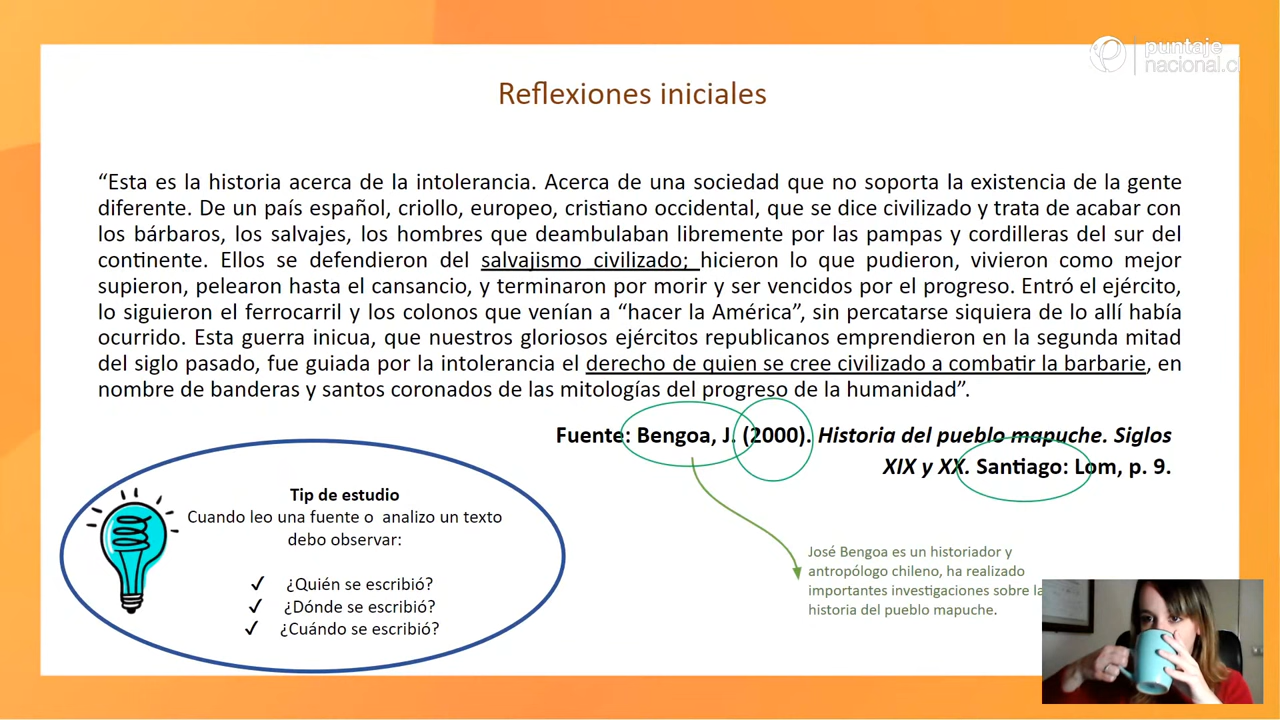 puntaje
nacional.cl
Reflexiones iniciales
“Esta es la historia acerca de la intolerancia. Acerca de una sociedad que no soporta la existencia de la gente
diferente. De un país español, criollo, europeo, cristiano occidental, que se dice civilizado y trata de acabar con
los bárbaros, los salvajes, los hombres que deambulaban libremente por las pampas y cordilleras del sur del
continente. Ellos se defendieron del salvajismo civilizado; hicieron lo que pudieron, vivieron como mejor
supieron, pelearon hasta el cansancio, y terminaron por morir y ser vencidos por el progreso. Entró el ejército,
lo siguieron el ferrocarril y los colonos que venían a “hacer la América”, sin percatarse siquiera de lo allí había
ocurrido. Esta guerra inicua, que nuestros gloriosos ejércitos republicanos emprendieron en la segunda mitad
del siglo pasado, fue guiada por la intolerancia el derecho de quien se cree civilizado a combatir la barbarie, en
nombre de banderas y santos coronados de las mitologías del progreso de la humanidad”.
Fuente: Bengoa, J. (2000). Historia del pueblo mapuche. Siglos
XIX y XX. Santiago: Lom, p. 9.
Tip de estudio
Cuando leo una fuente o analizo un texto
debo observar:
✓ ¿Quién se escribió?
✓ ¿Dónde se escribió?
✓ ¿Cuándo se escribió?
José Bengoa es un historiador y
antropólogo chileno, ha realizado
importantes investigaciones sobre la
historia del pueblo mapuche.